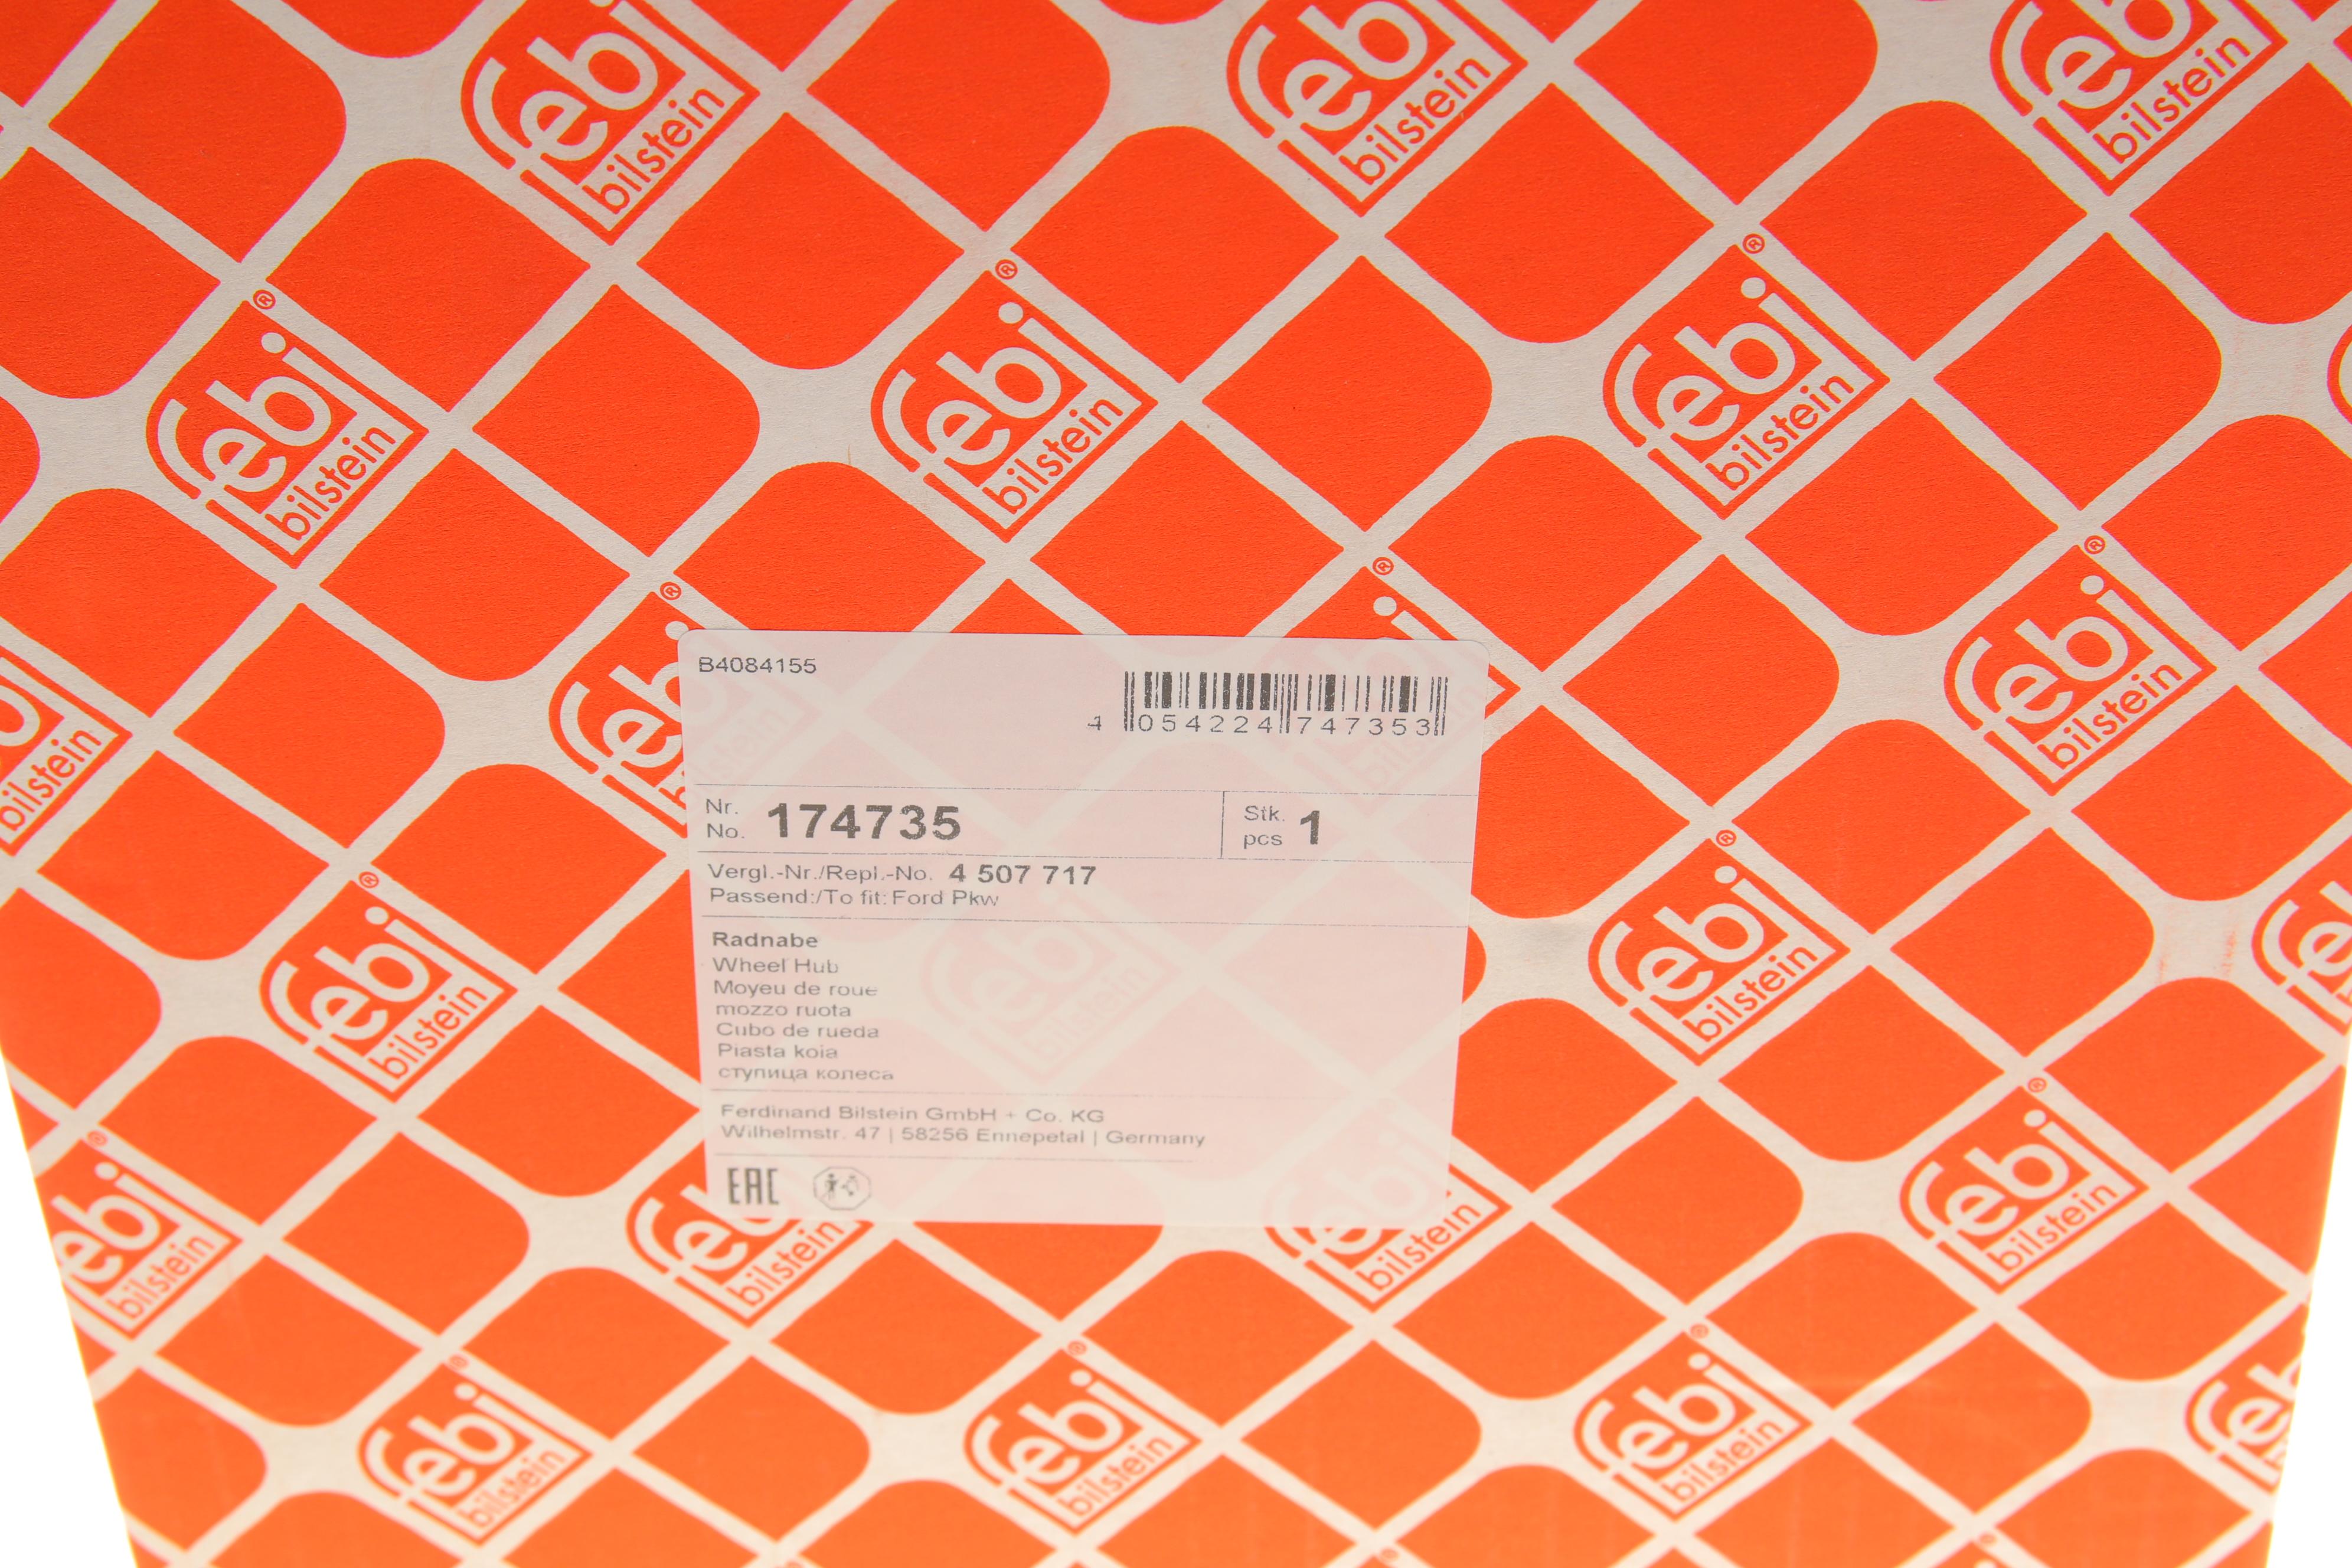 febi
bilstein
B4084155
4 054224 747353
Nr.
No. 174735
Stk.
pcs 1
Vergl.-Nr./Repl.-No. 4 507 717
Passend:/To fit: Ford Pkw
Radnabe
Wheel Hub
Moyeu de roue
mozzo ruota
Cubo de rueda
Piasta koła
ступица колеса
Ferdinand Bilstein GmbH + Co. KG
Wilhelmstr. 47 | 58256 Ennepetal | Germany
EAC